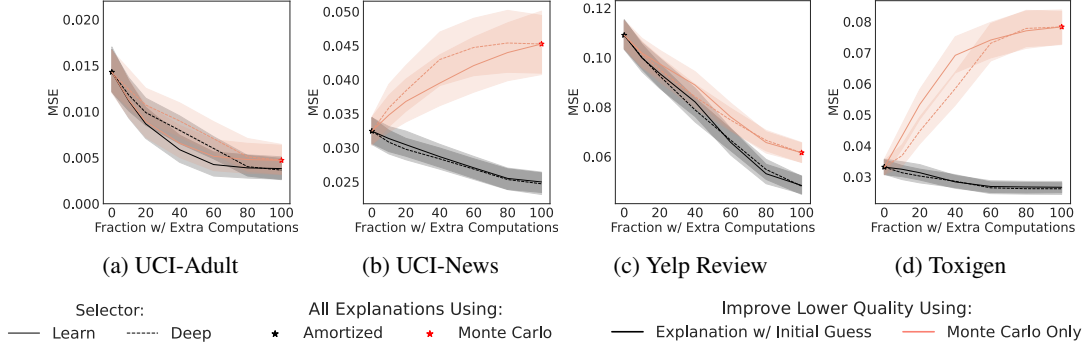 0.020
0.015
0.010
0.005
0.000
MSE
0 20 40 60 80 100
Fraction w/ Extra Computations
(a) UCI-Adult
0.050
0.045
0.040
0.035
0.030
0.025
MSE
0 20 40 60 80 100
Fraction w/ Extra Computations
(b) UCI-News
0.12
0.10
0.08
0.06
MSE
0 20 40 60 80 100
Fraction w/ Extra Computations
(c) Yelp Review
0.08
0.07
0.06
0.05
0.04
0.03
MSE
0 20 40 60 80 100
Fraction w/ Extra Computations
(d) Toxigen
Selector:
Learn Deep
All Explanations Using:
Amortized Monte Carlo
Improve Lower Quality Using:
Explanation w/ Initial Guess Monte Carlo Only